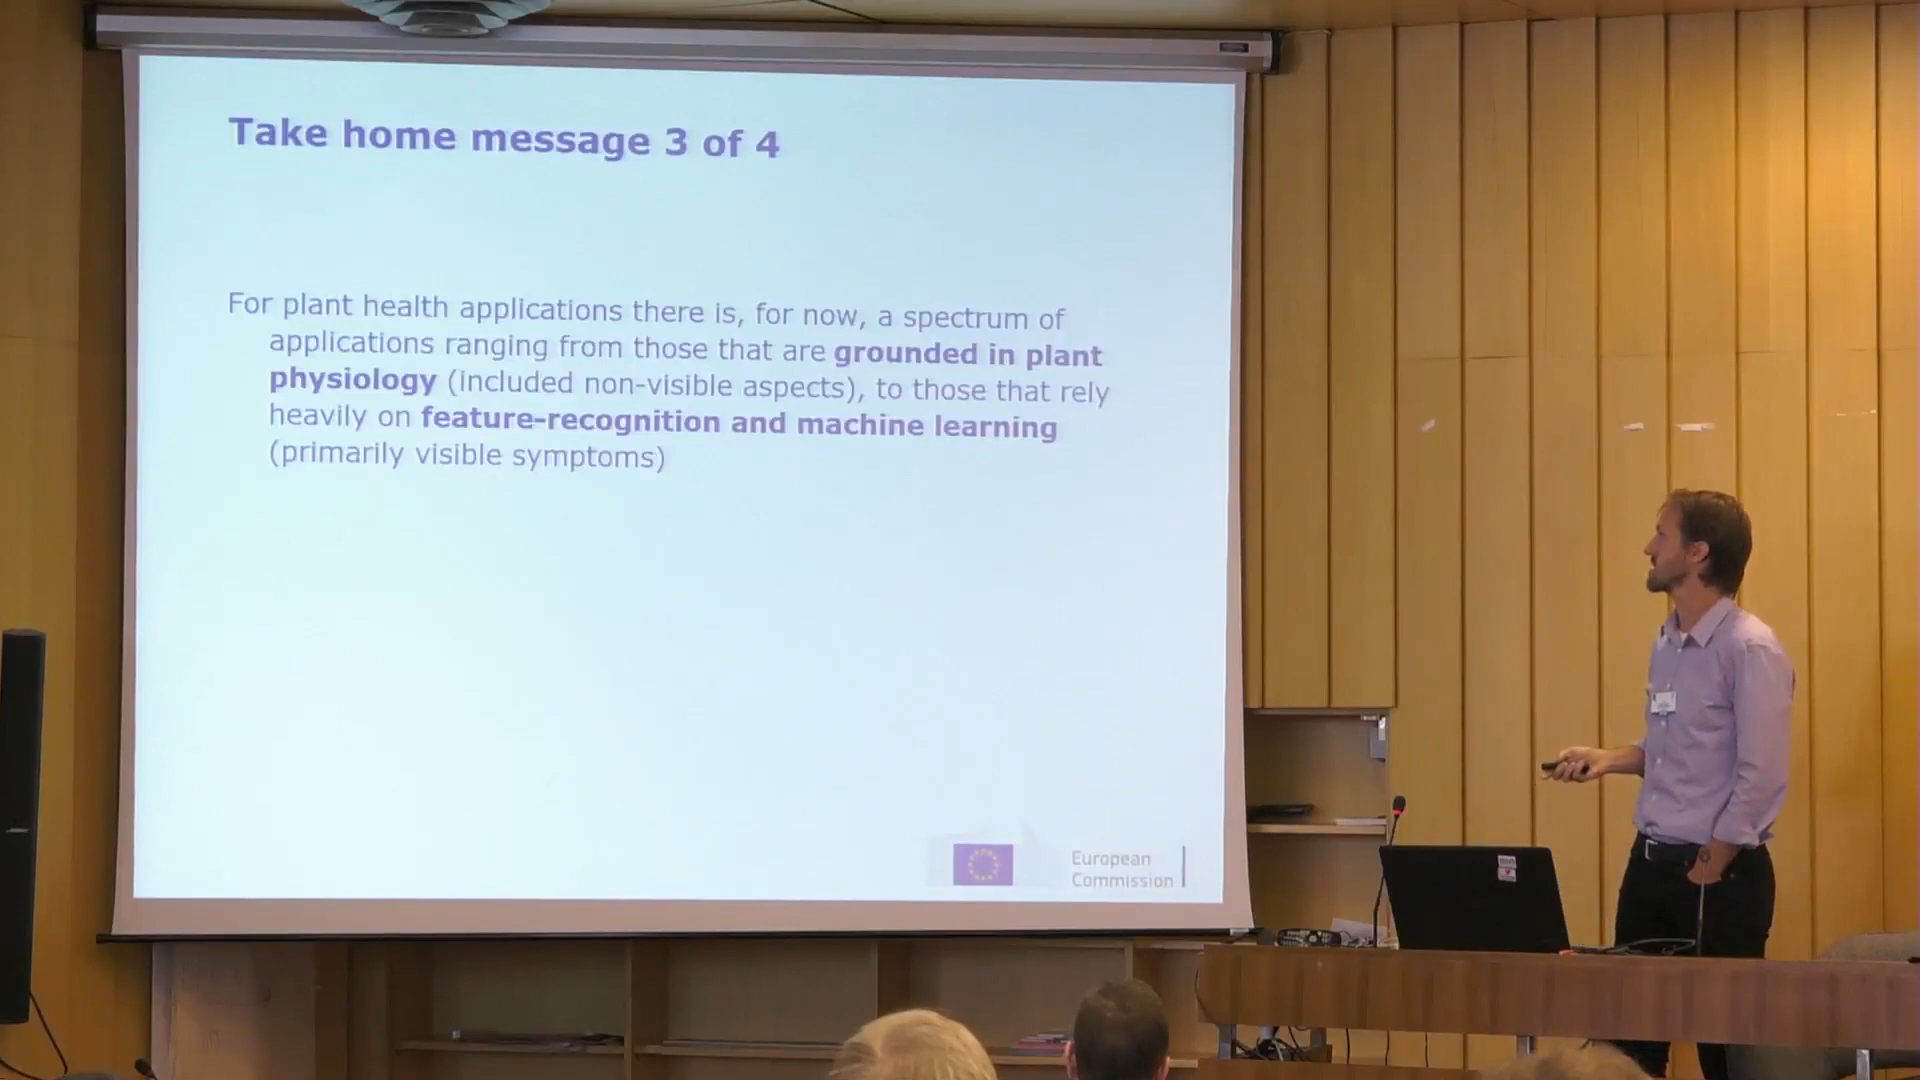 Take home message 3 of 4
For plant health applications there is, for now, a spectrum of
applications ranging from those that are grounded in plant
physiology (included non-visible aspects), to those that rely
heavily on feature-recognition and machine learning
(primarily visible symptoms)
European
Commission